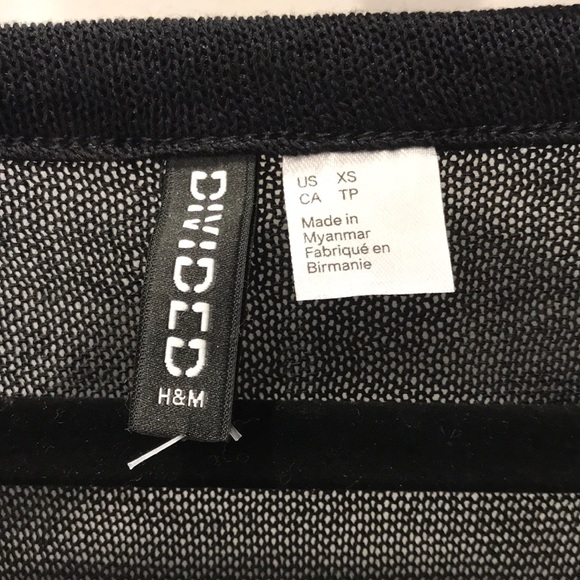 DIVIDED
H&M
US XS
CA TP
Made in
Myanmar
Fabriqué en
Birmanie